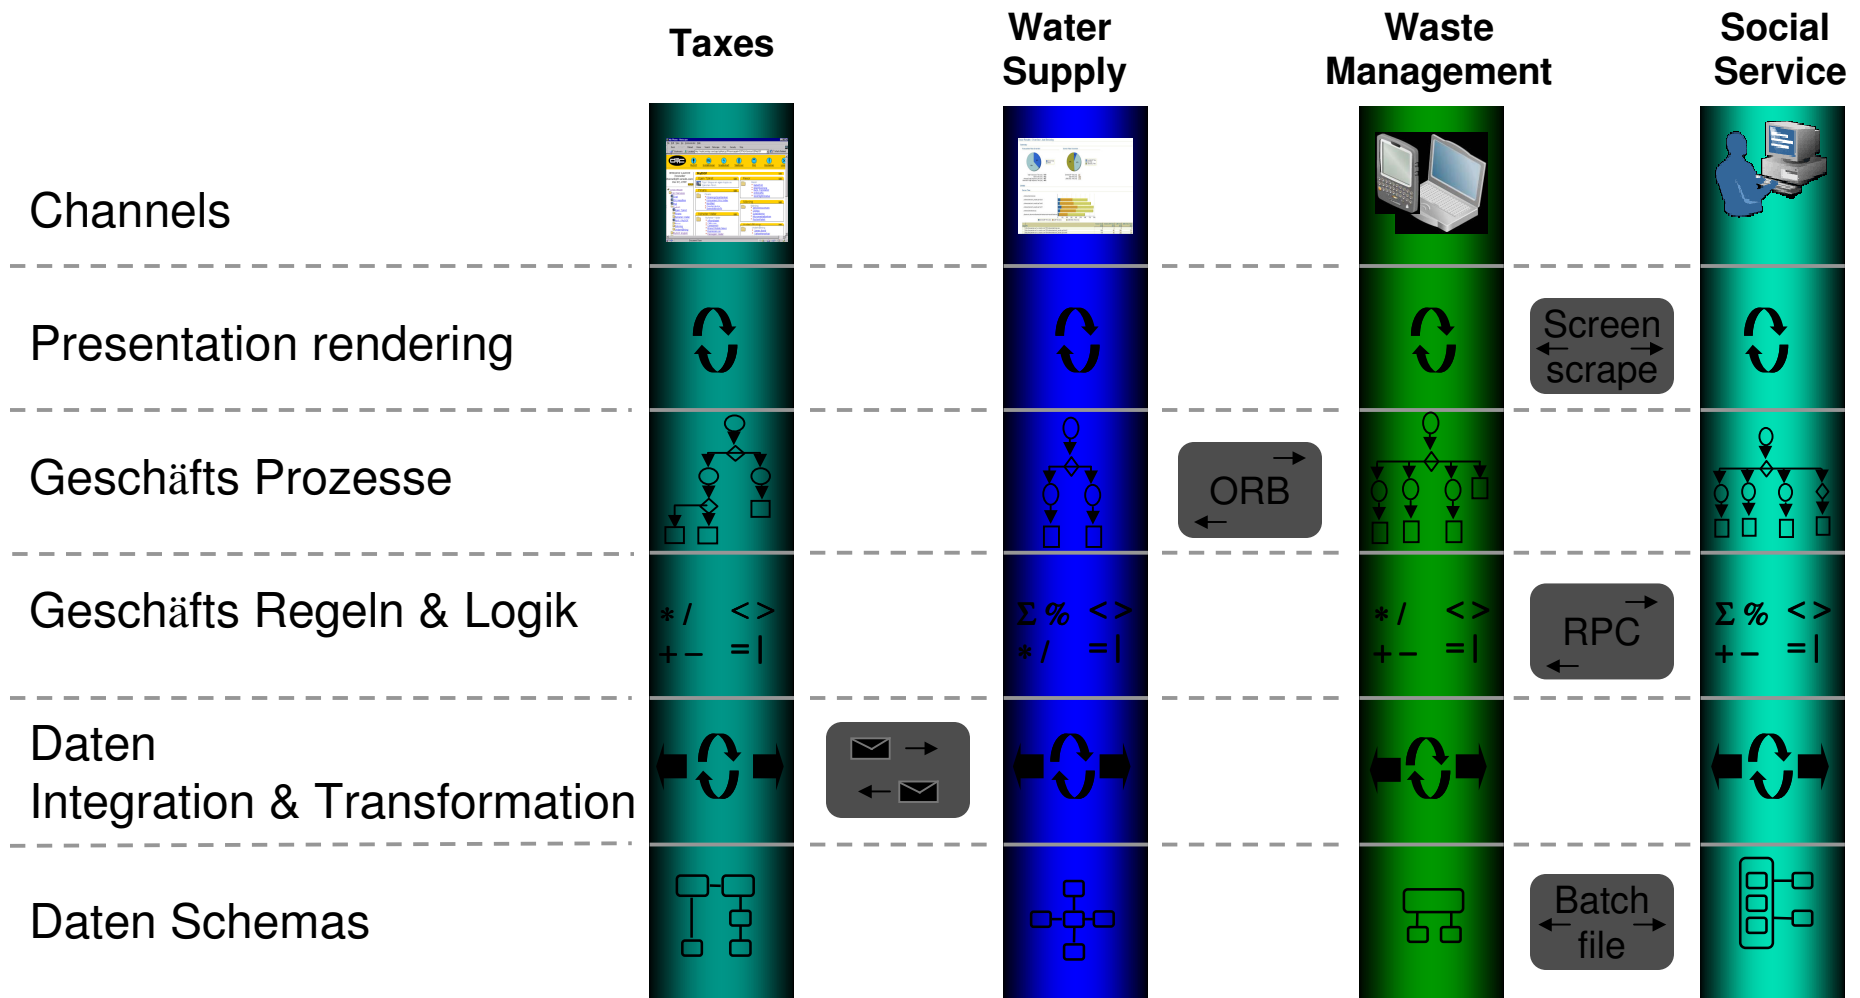 Taxes
Water
Supply
Waste
Management
Social
Service
Channels
Presentation rendering
Screen
scrape
Geschäfts Prozesse
ORB
Geschäfts Regeln & Logik
* / < >
+ – = |
Σ % < >
* / = |
* / < >
+ – = |
Σ % < >
+ – = |
RPC
Daten
Integration & Transformation
Daten Schemas
Batch
file